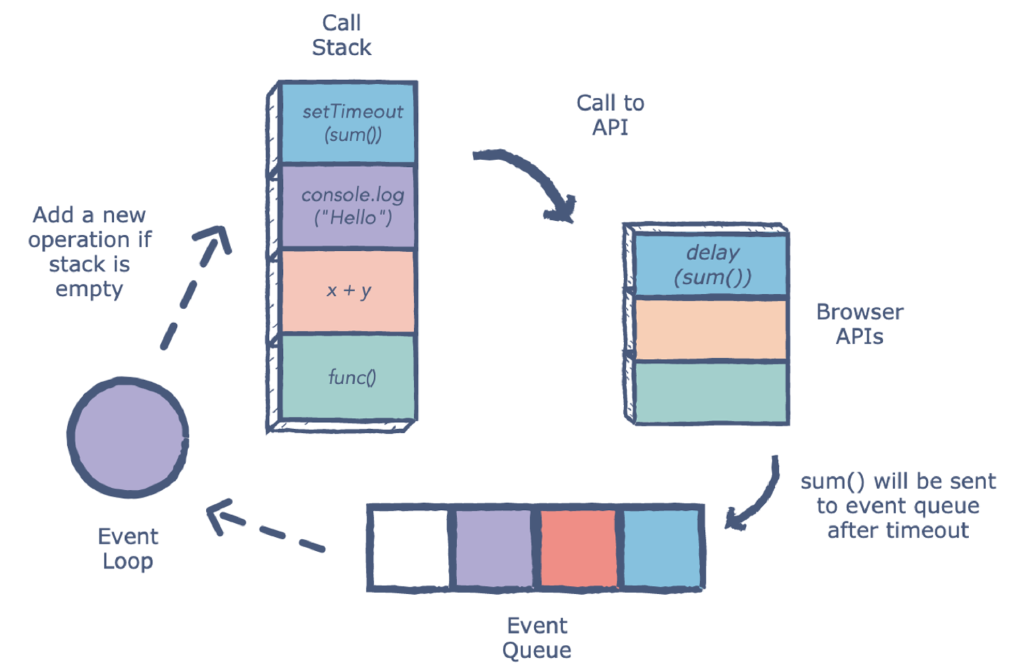 Call
Stack
setTimeout
(sum())
console.log
("Hello")
x + y
func()
Call to
API
delay
(sum())
Browser
APIs
Add a new
operation if
stack is
empty
Event
Loop
sum() will be sent
to event queue
after timeout
Event
Queue